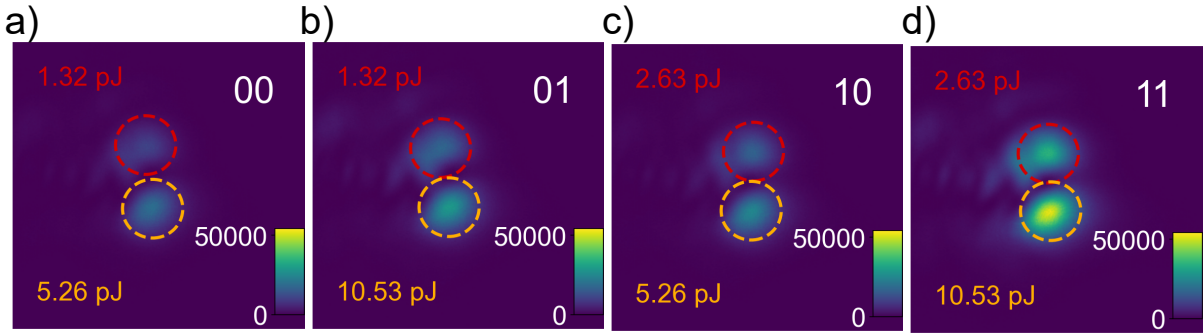 a)
1.32 pJ
00
50000
0
5.26 pJ
b)
1.32 pJ
01
50000
0
10.53 pJ
c)
2.63 pJ
10
50000
0
5.26 pJ
d)
2.63 pJ
11
50000
0
10.53 pJ